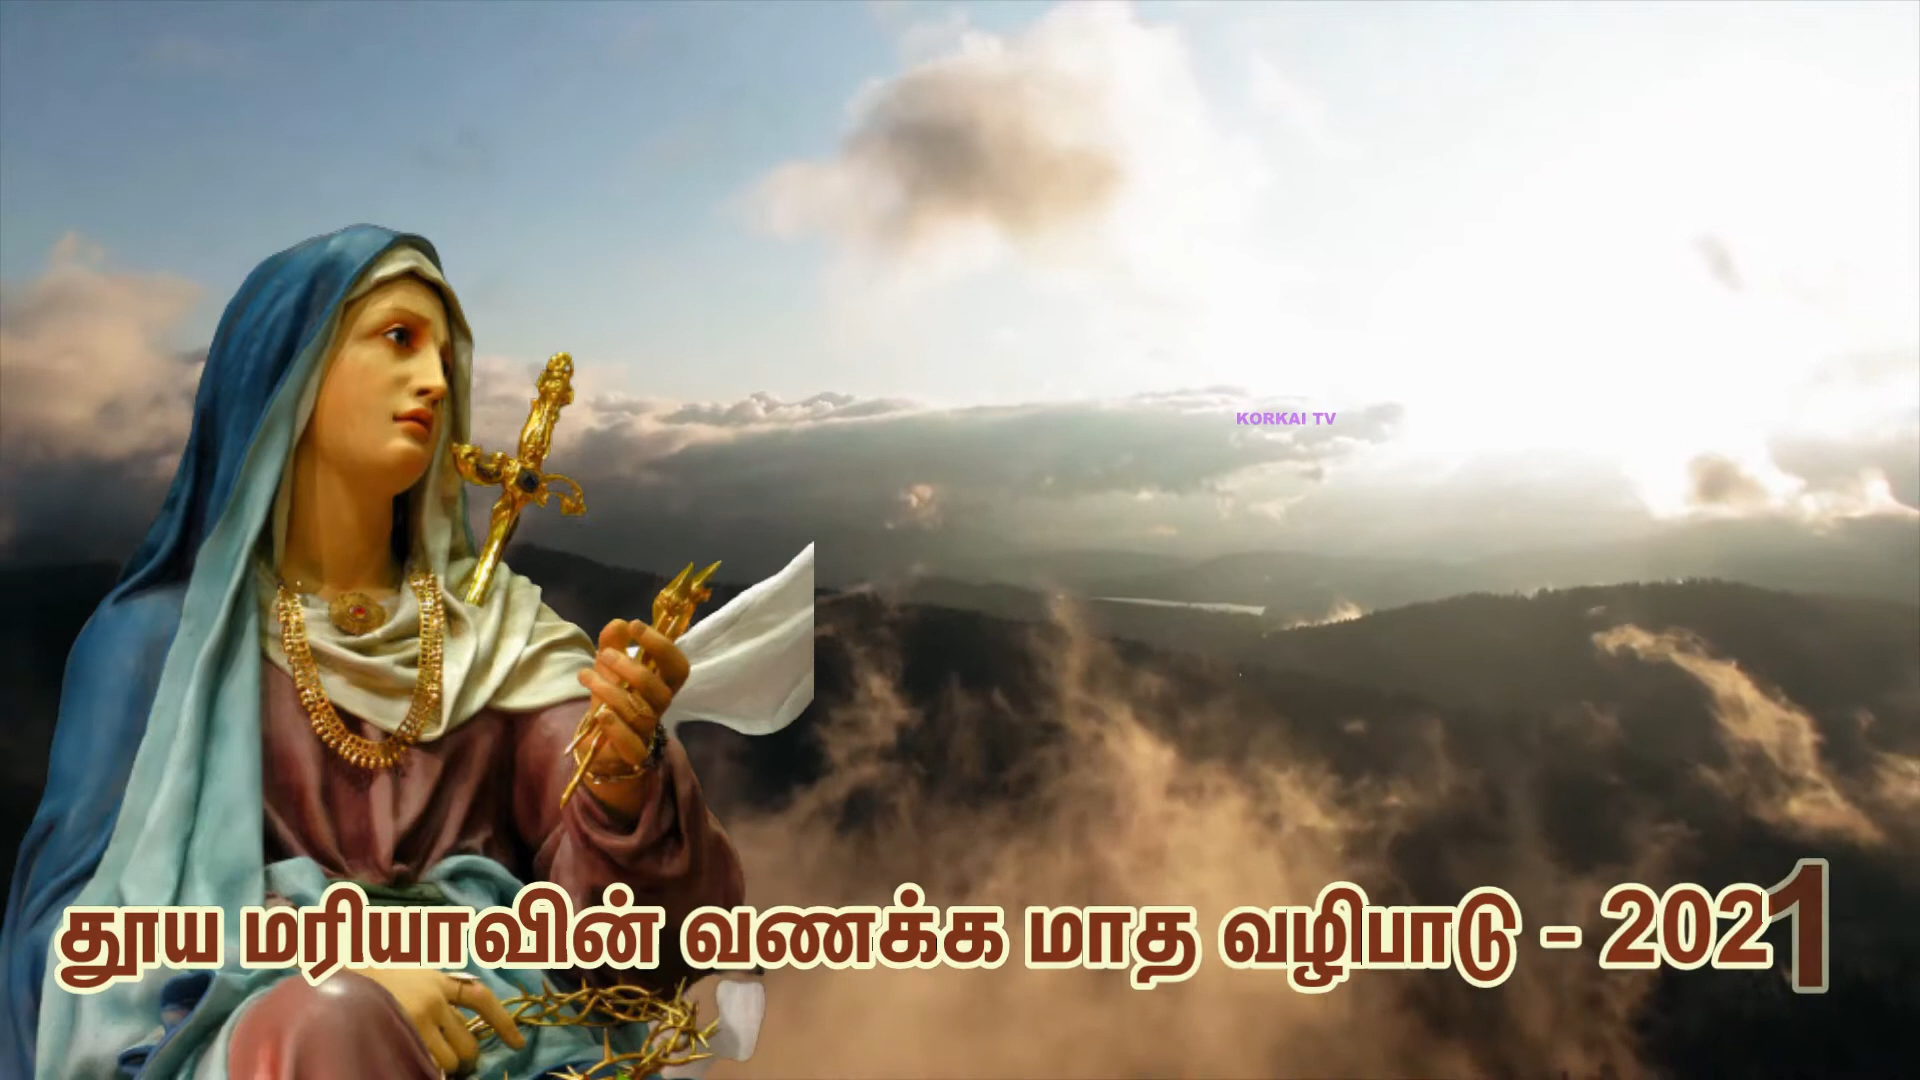 KORKAI TV
தூய மரியாவின் வணக்க மாத வழிபாடு - 2021